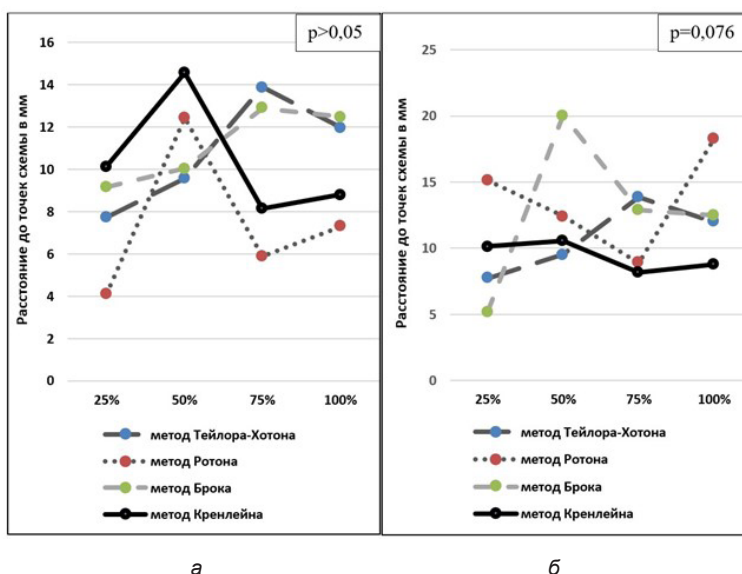 p>0,05
Расстояние до точек схемы в мм
16
14
12
10
8
6
4
2
0
25% 50% 75% 100%
метод Тейлора-Хотона
метод Ротона
метод Брока
метод Кренлейна
а
p=0,076
Расстояние до точек схемы в мм
25
20
15
10
5
0
25% 50% 75% 100%
метод Тейлора-Хотона
метод Ротона
метод Брока
метод Кренлейна
б